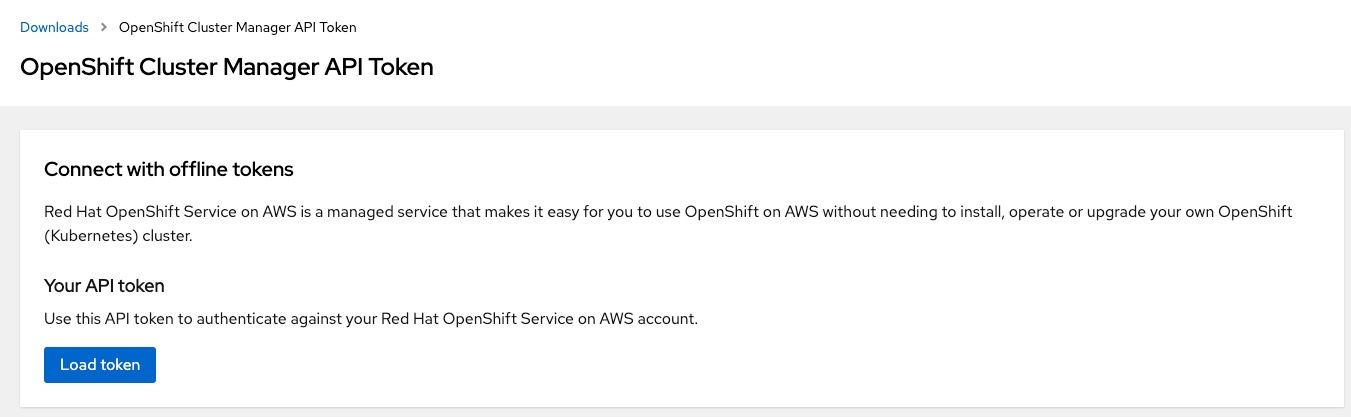 Downloads > OpenShift Cluster Manager API Token
OpenShift Cluster Manager API Token
Connect with offline tokens
Red Hat OpenShift Service on AWS is a managed service that makes it easy for you to use OpenShift on AWS without needing to install, operate or upgrade your own OpenShift
(Kubernetes) cluster.
Your API token
Use this API token to authenticate against your Red Hat OpenShift Service on AWS account.
Load token